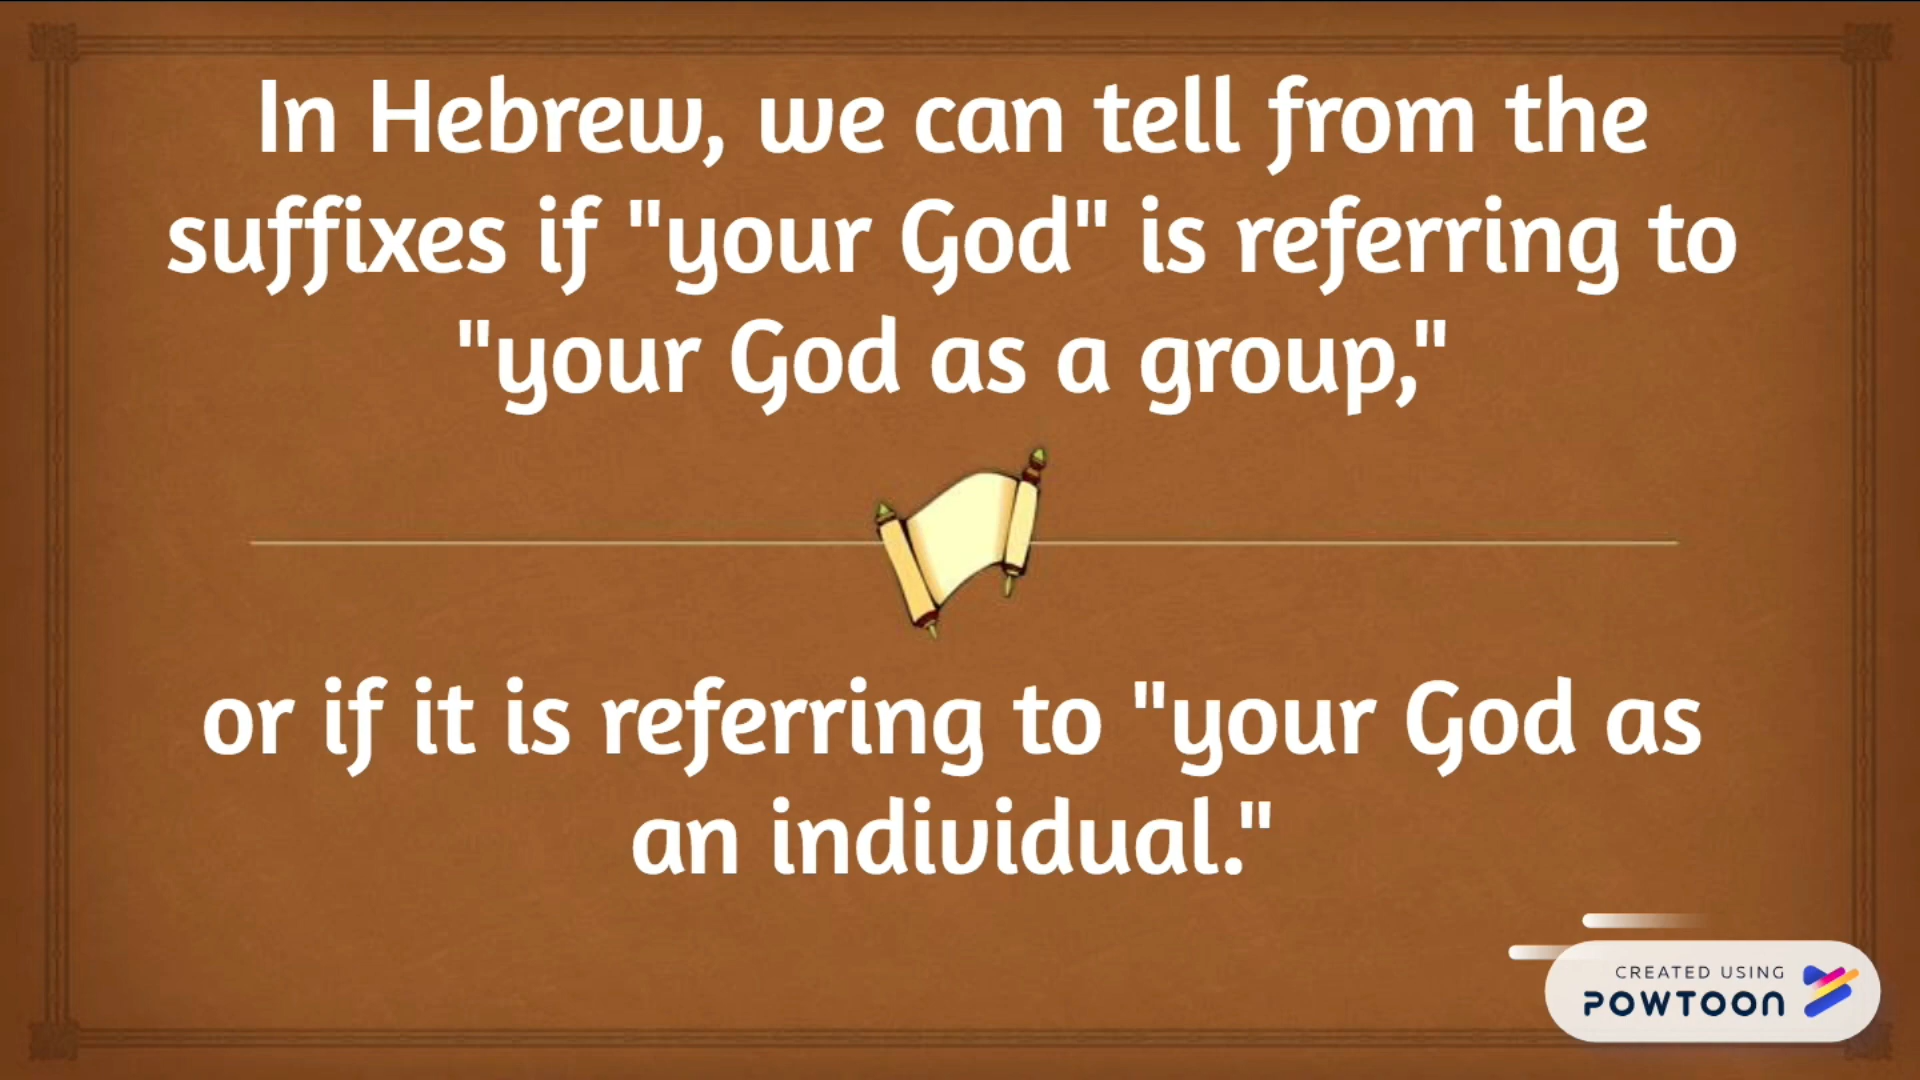 In Hebrew, we can tell from the
suffixes if "your God" is referring to
"your God as a group,"
or if it is referring to "your God as
an individual."
CREATED USING
POWTOON